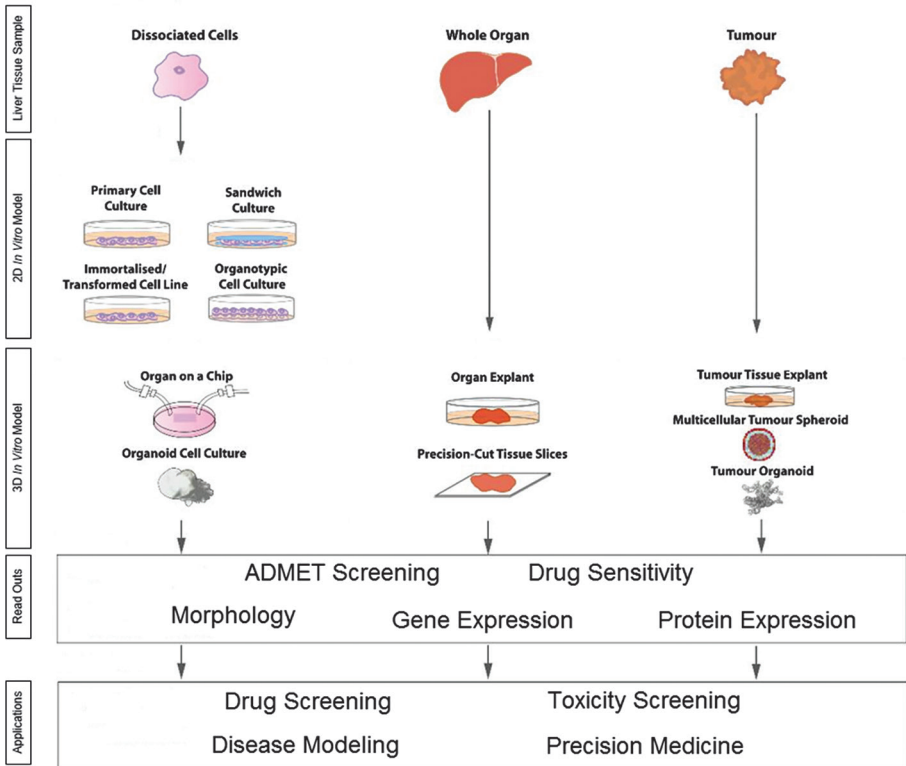 Liver Tissue Sample
Dissociated Cells
Whole Organ
Tumour
2D In Vitro Model
Primary Cell
Culture
Sandwich
Culture
Immortalised/
Transformed Cell Line
Organotypic
Cell Culture
3D In Vitro Model
Organ on a Chip
Organoid Cell Culture
Organ Explant
Precision-Cut Tissue Slices
Tumour Tissue Explant
Multicellular Tumour Spheroid
Tumour Organoid
Read Outs
ADMET Screening
Drug Sensitivity
Morphology
Gene Expression
Protein Expression
Applications
Drug Screening
Toxicity Screening
Disease Modeling
Precision Medicine